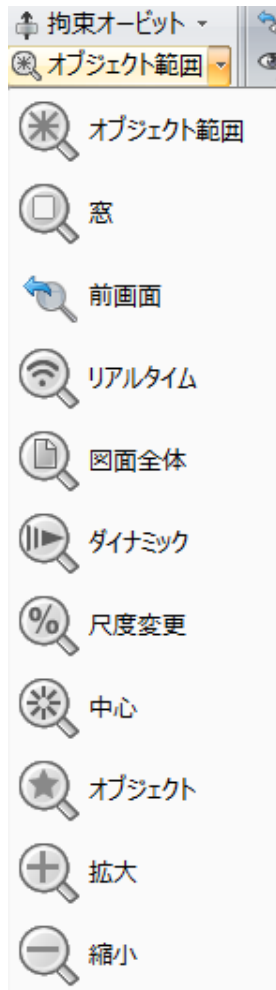 拘束オービット
オブジェクト範囲
オブジェクト範囲
窓
前画面
リアルタイム
図面全体
ダイナミック
尺度変更
中心
オブジェクト
拡大
縮小